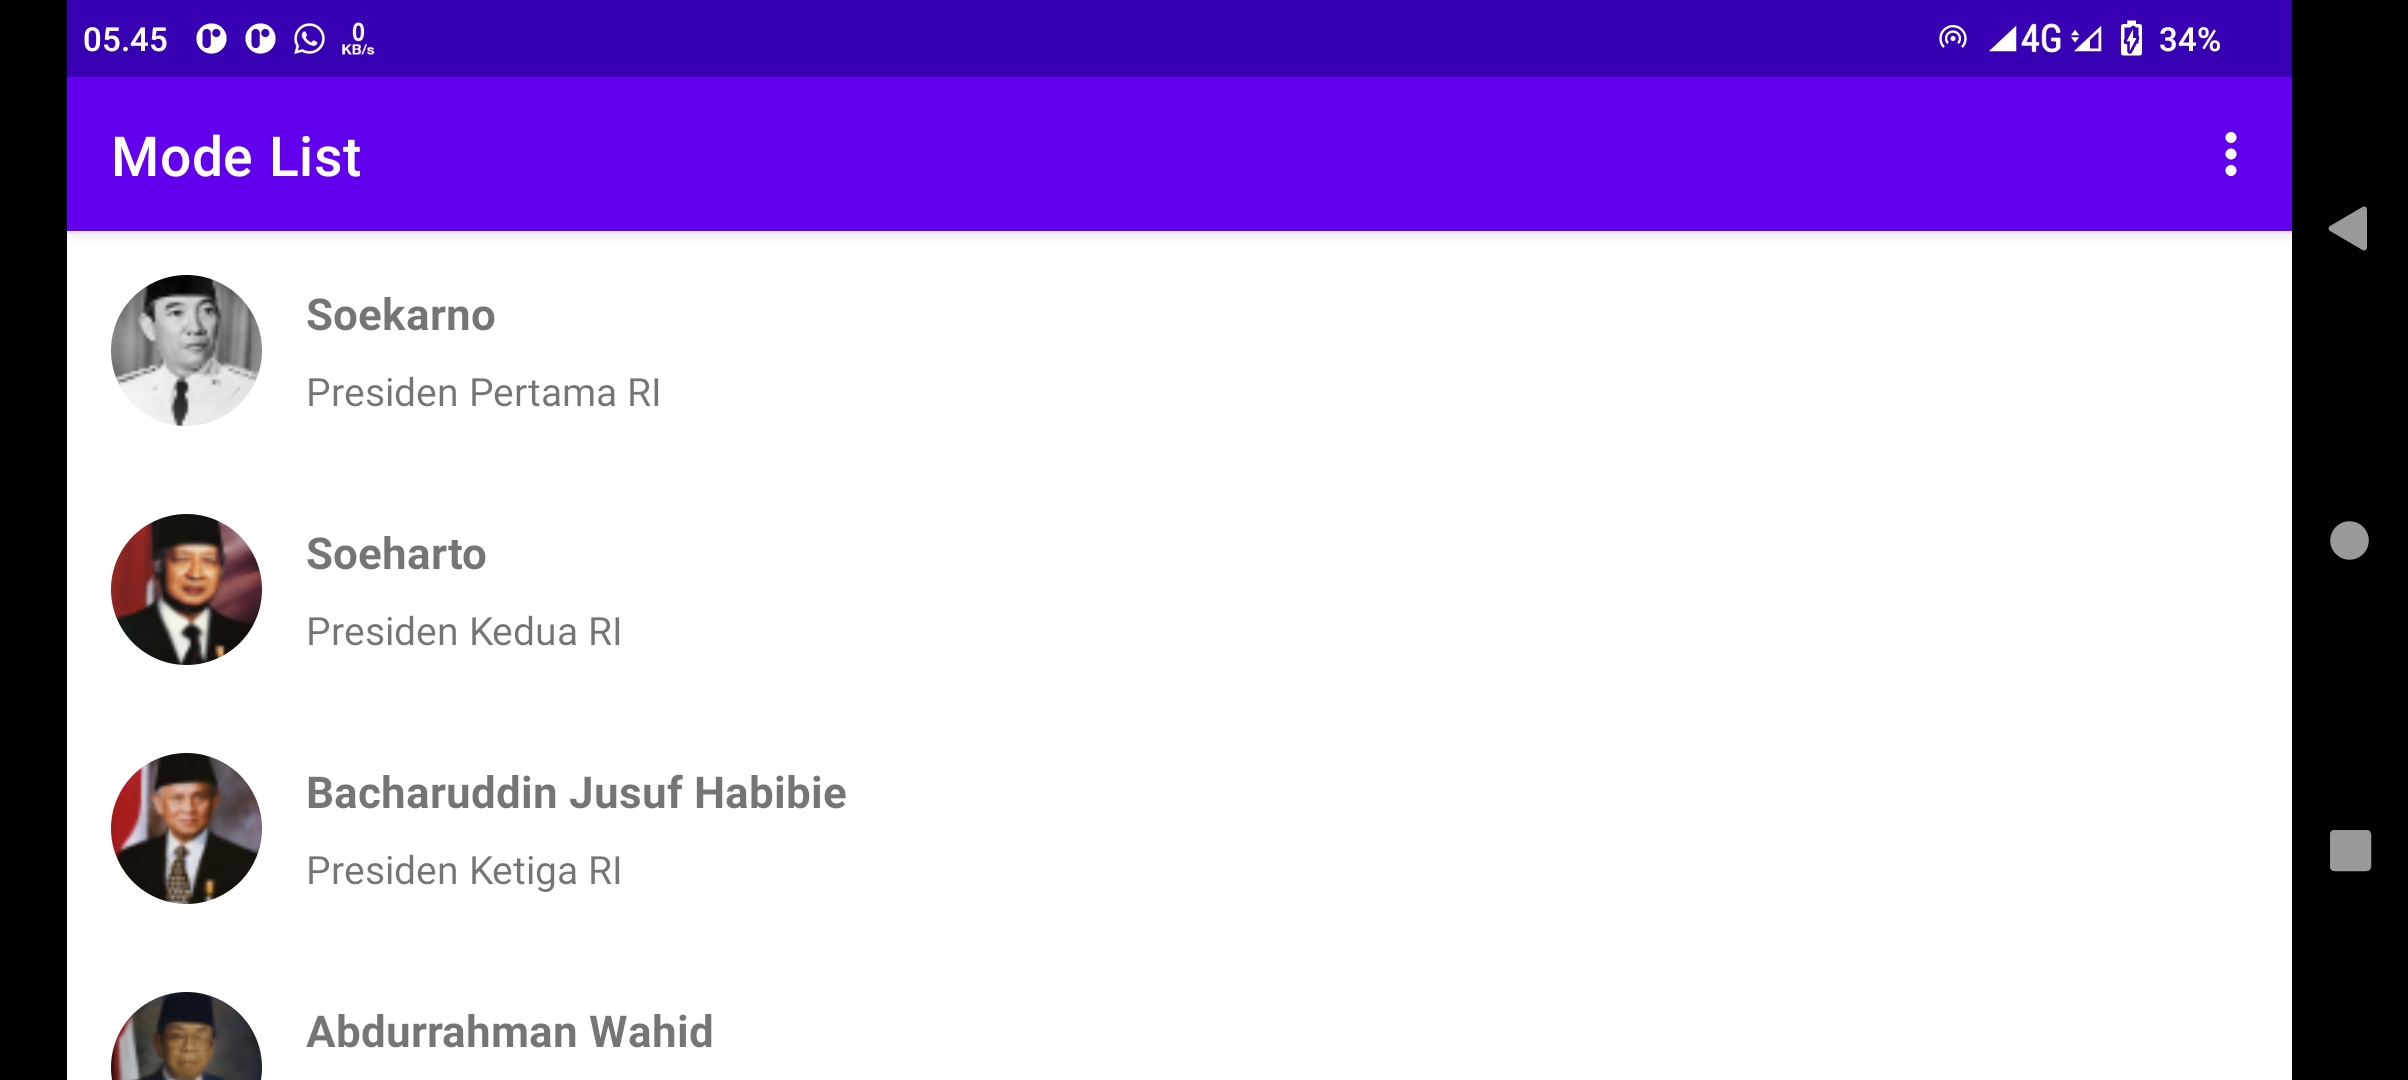 05.45 0 KB/s 4G 34%
Mode List
Soekarno
Presiden Pertama RI
Soeharto
Presiden Kedua RI
Bacharuddin Jusuf Habibie
Presiden Ketiga RI
Abdurrahman Wahid